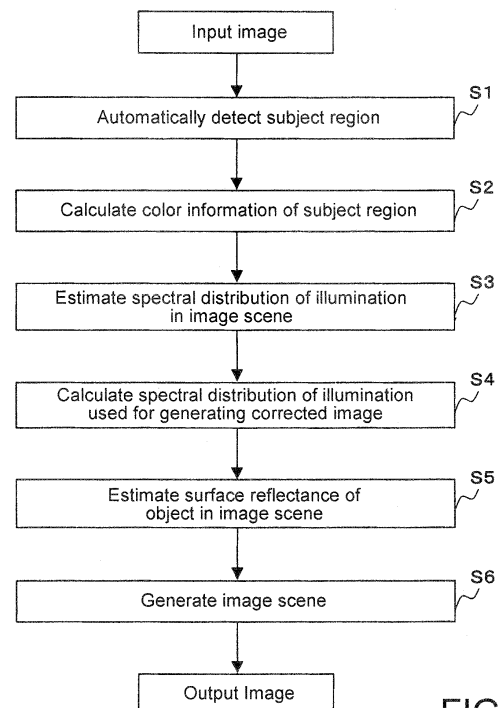 Input image
S1
Automatically detect subject region
S2
Calculate color information of subject region
S3
Estimate spectral distribution of illumination
in image scene
S4
Calculate spectral distribution of illumination
used for generating corrected image
S5
Estimate surface reflectance of
object in image scene
S6
Generate image scene
Output Image